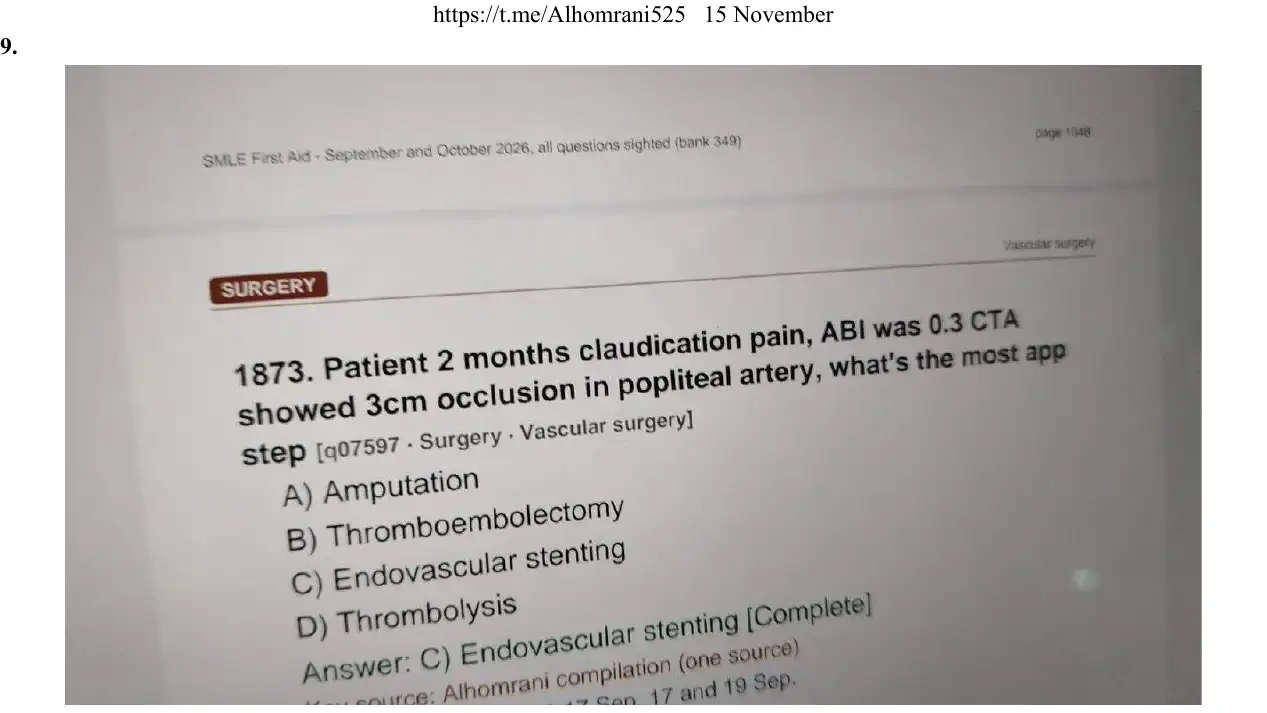 https://t.me/Alhomrani525 15 November
9.
SMLE First Aid - September and October 2026, all questions sighted (bank 349)
page 1048
Vascular surgery
SURGERY
1873. Patient 2 months claudication pain, ABI was 0.3 CTA
showed 3cm occlusion in popliteal artery, what's the most app
step [q07597 · Surgery · Vascular surgery]
A) Amputation
B) Thromboembolectomy
C) Endovascular stenting
D) Thrombolysis
Answer: C) Endovascular stenting [Complete]
source: Alhomrani compilation (one source)
17 and 19 Sep.